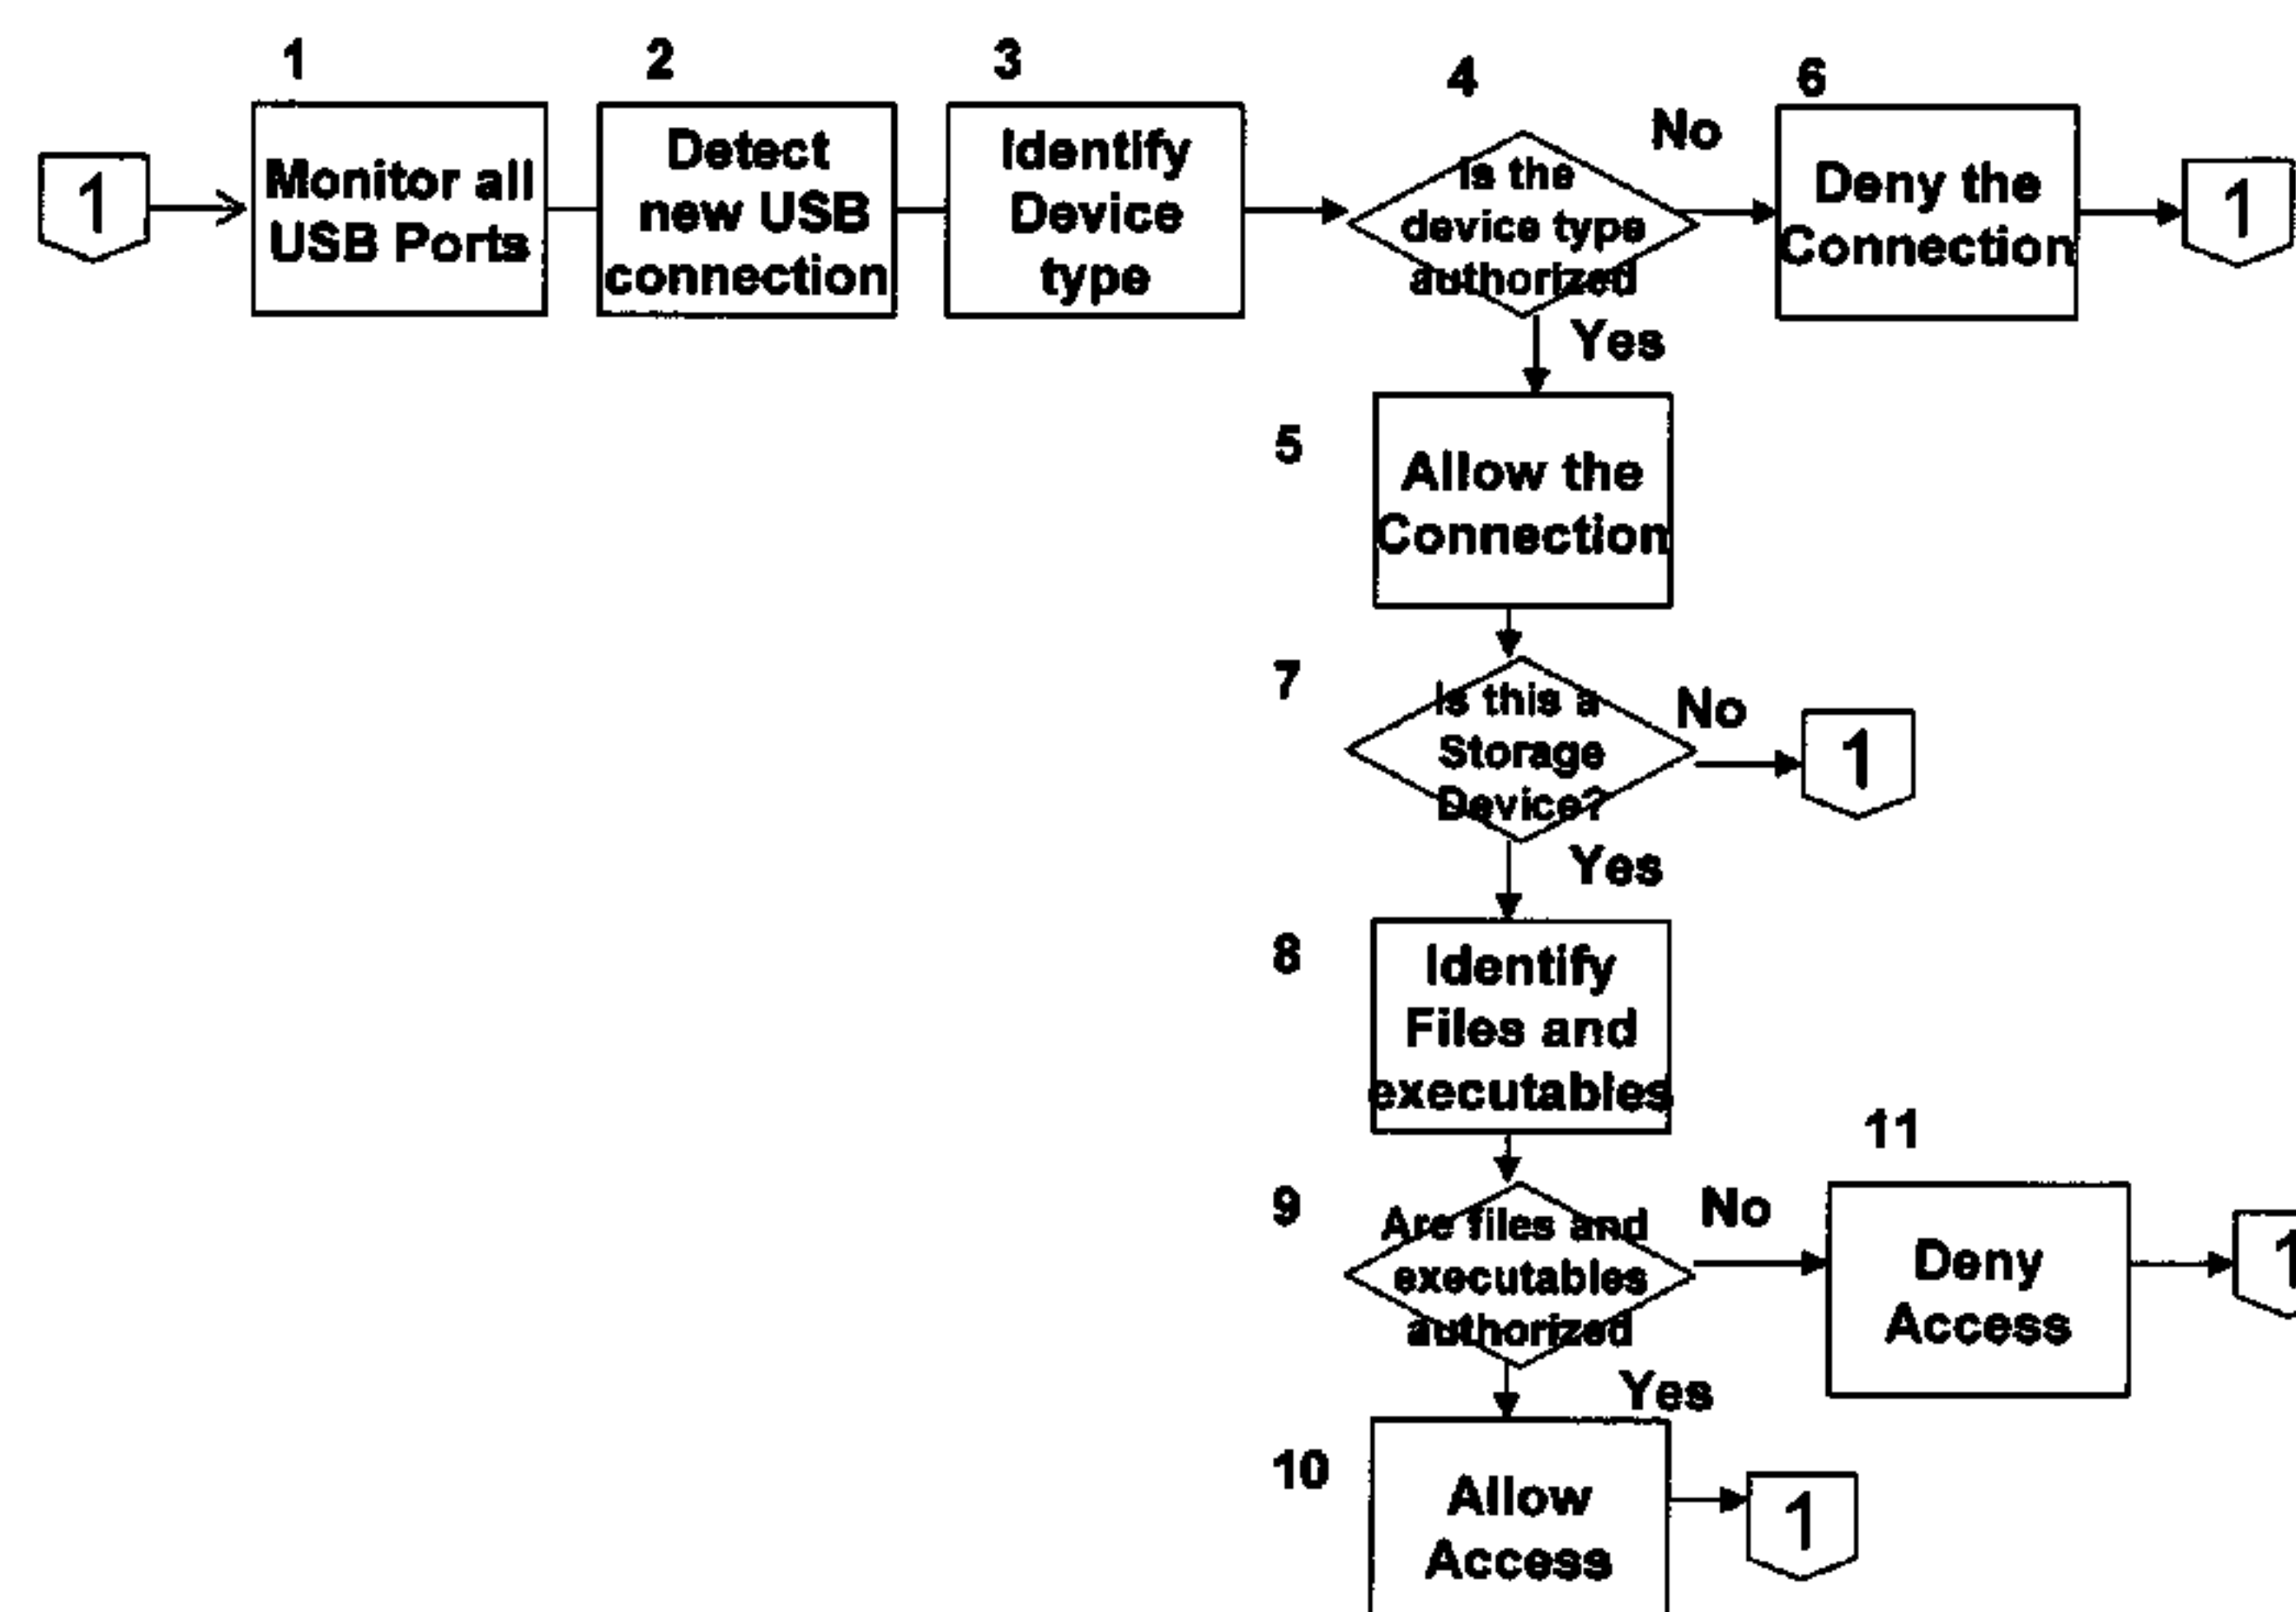 1
2
3
4
6
No
1
Monitor all
USB Ports
Detect
new USB
connection
Identify
Device
type
Is the
device type
authorized
Deny the
Connection
1
Yes
5
Allow the
Connection
7
Is this a
Storage
Device?
No
1
Yes
8
Identify
Files and
executables
11
9
Are files and
executables
authorized
No
Deny
Access
1
Yes
10
Allow
Access
1